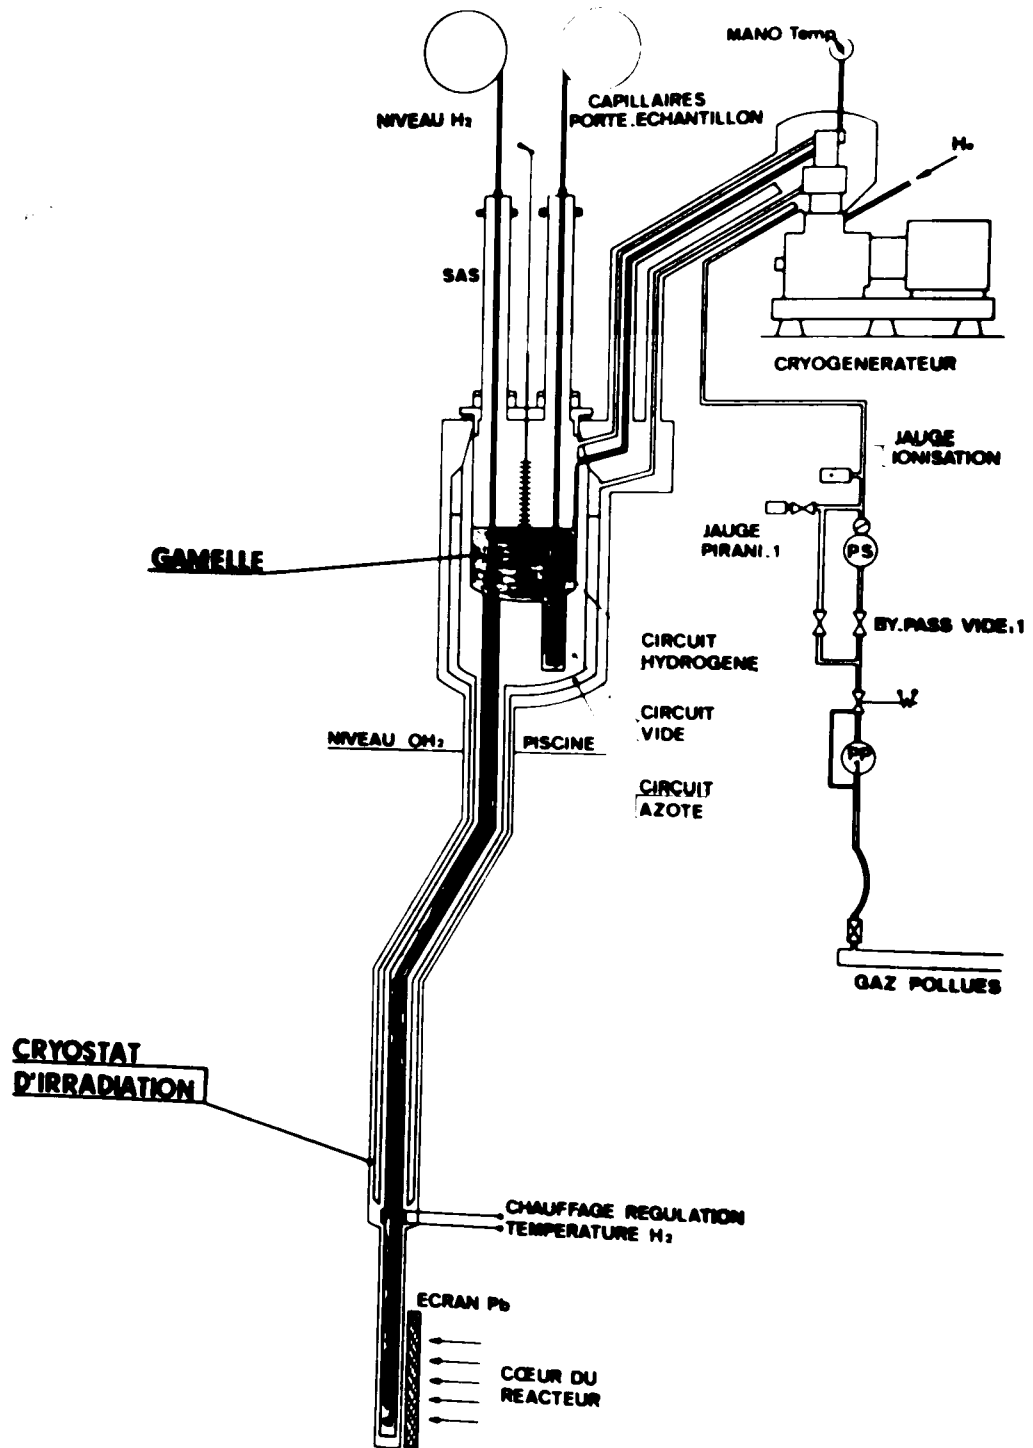 MANO Temp
NIVEAU H2
CAPILLAIRES
PORTE.ECHANTILLON
He
SAS
CRYOGENERATEUR
JAUGE
IONISATION
JAUGE
PIRANI.1
PS
GAMELLE
BY.PASS VIDE.1
CIRCUIT
HYDROGENE
CIRCUIT
VIDE
NIVEAU OH2
PISCINE
PP
CIRCUIT
AZOTE
GAZ POLLUES
CRYOSTAT
D'IRRADIATION
CHAUFFAGE REGULATION
TEMPERATURE H2
ECRAN Pb
CŒUR DU
REACTEUR